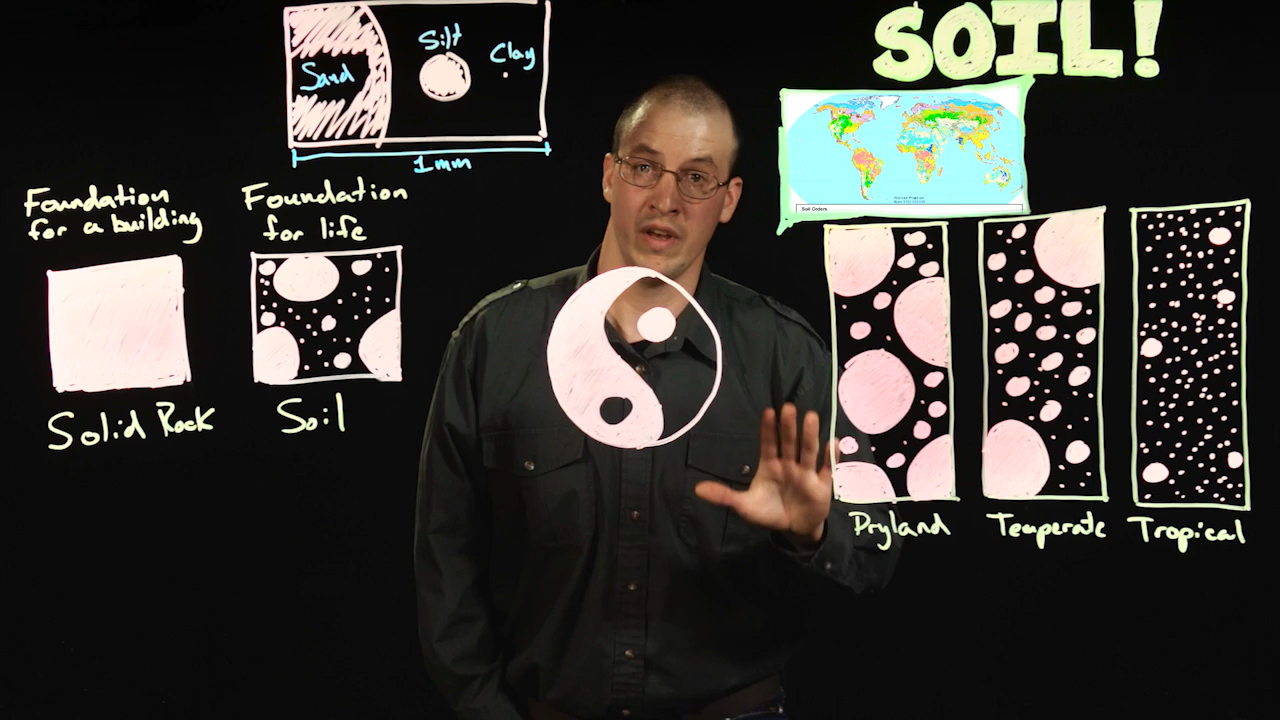 SOIL!
Sand
Silt
Clay
1mm
Soil Orders
Foundation
for a building
Solid Rock
Foundation
for life
Soil
Dryland
Temperate
Tropical